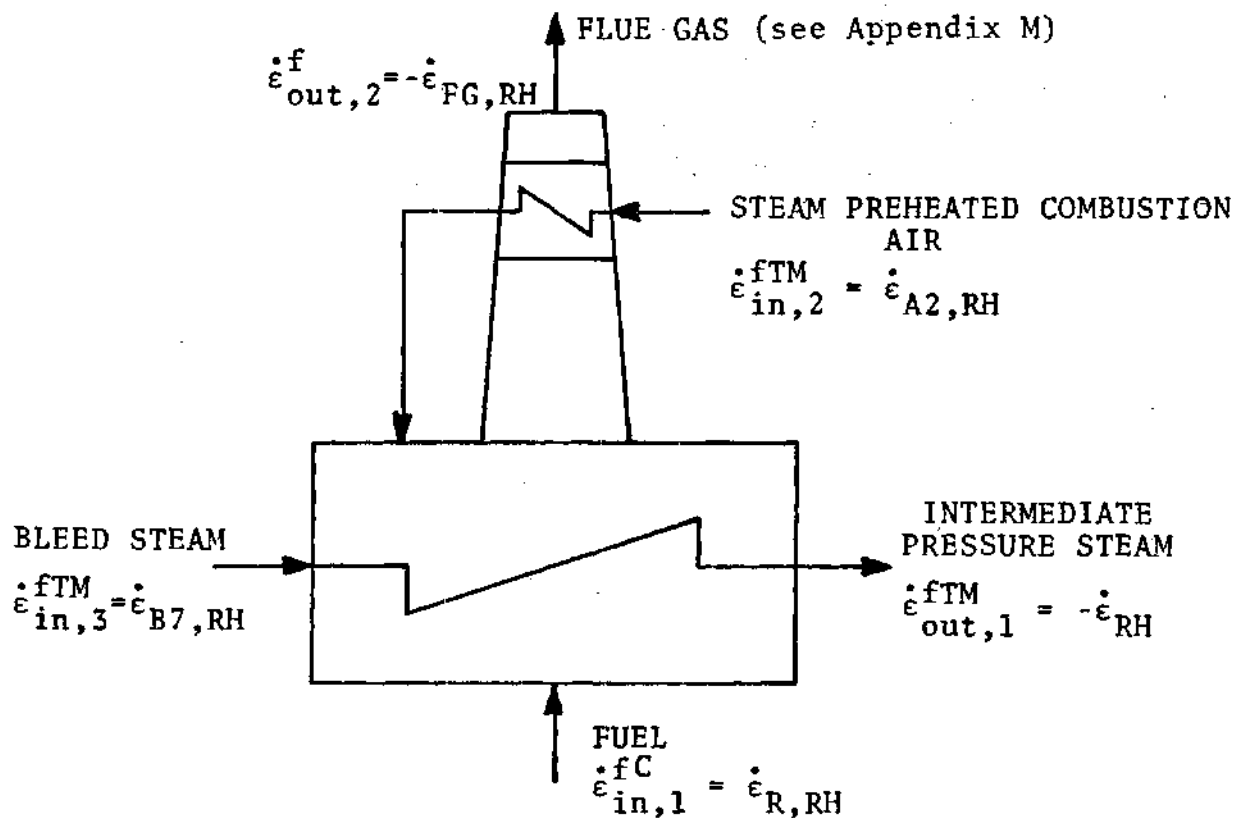 FLUE GAS (see Appendix M)
ε̇^f_out,2 = -ε̇_FG,RH
STEAM PREHEATED COMBUSTION
AIR
ε̇^fTM_in,2 = ε̇_A2,RH
BLEED STEAM
ε̇^fTM_in,3 = ε̇_B7,RH
INTERMEDIATE
PRESSURE STEAM
ε̇^fTM_out,1 = -ε̇_RH
FUEL
ε̇^fC_in,1 = ε̇_R,RH